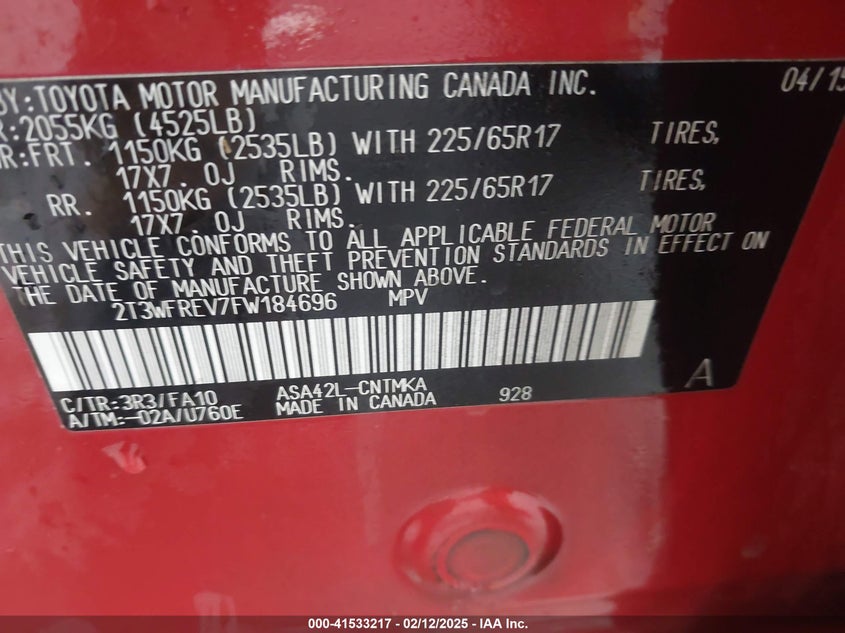 BY:TOYOTA MOTOR MANUFACTURING CANADA INC. 04/15
R:2055KG (4525LB)
WR:FRT. 1150KG (2535LB) WITH 225/65R17 TIRES,
17X7.0J RIMS.
RR. 1150KG (2535LB) WITH 225/65R17 TIRES,
17X7.0J RIMS.
THIS VEHICLE CONFORMS TO ALL APPLICABLE FEDERAL MOTOR
VEHICLE SAFETY AND THEFT PREVENTION STANDARDS IN EFFECT ON
THE DATE OF MANUFACTURE SHOWN ABOVE.
2T3WFREV7FW184696 MPV
C/TR:3R3/FA10 ASA42L-CNTMKA 928 A
A/TM:-02A/U760E MADE IN CANADA
000-41533217 - 02/12/2025 - IAA Inc.